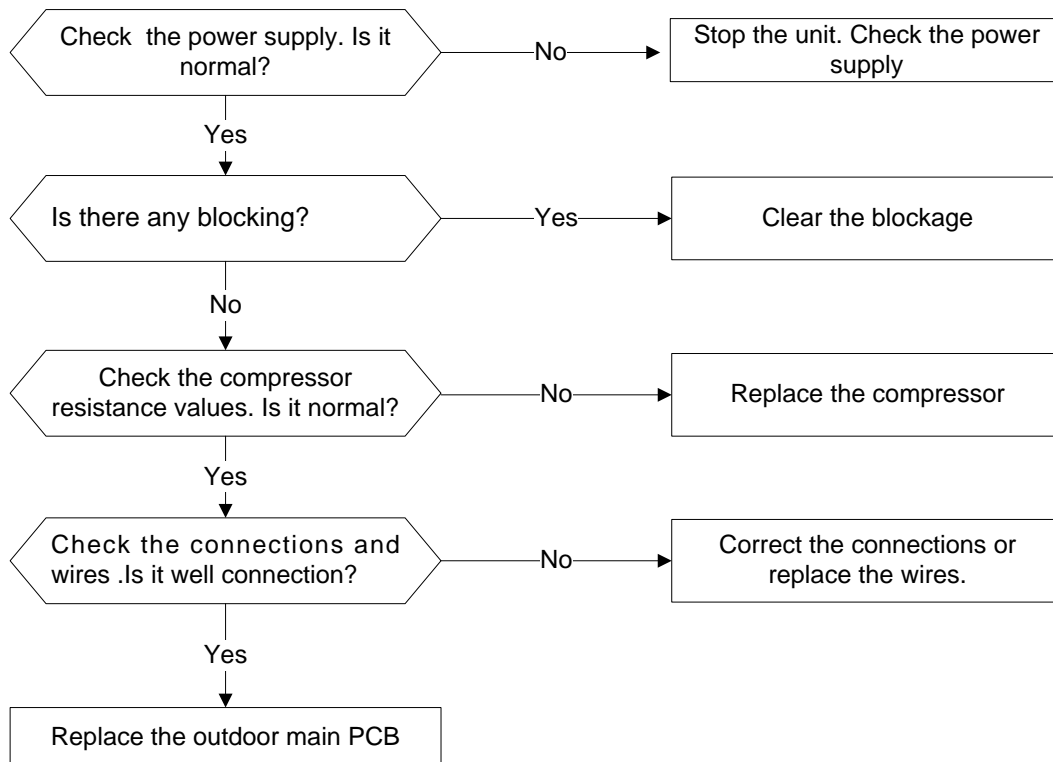 Check the power supply. Is it
normal?
No
Stop the unit. Check the power
supply
Yes
Is there any blocking?
Yes
Clear the blockage
No
Check the compressor
resistance values. Is it normal?
No
Replace the compressor
Yes
Check the connections and
wires .Is it well connection?
No
Correct the connections or
replace the wires.
Yes
Replace the outdoor main PCB